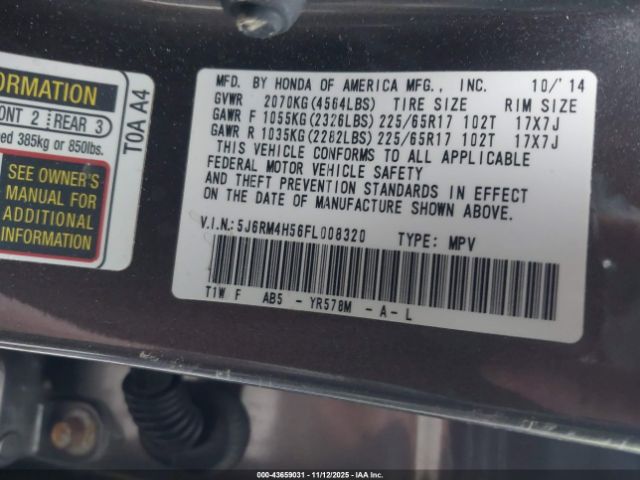 FORMATION
ONT 2 REAR 3
ed 385kg or 850lbs.
SEE OWNER'S
MANUAL FOR
ADDITIONAL
INFORMATION
T0A A4
MFD. BY HONDA OF AMERICA MFG., INC. 10/'14
GVWR 2070KG(4564LBS) TIRE SIZE RIM SIZE
GAWR F 1055KG(2326LBS) 225/65R17 102T 17X7J
GAWR R 1035KG(2282LBS) 225/65R17 102T 17X7J
THIS VEHICLE CONFORMS TO ALL APPLICABLE
FEDERAL MOTOR VEHICLE SAFETY
AND THEFT PREVENTION STANDARDS IN EFFECT
ON THE DATE OF MANUFACTURE SHOWN ABOVE.
V.I.N.: 5J6RM4H56FL008320 TYPE: MPV
T1W F AB5 - YR578M - A - L
000-43659031 - 11/12/2025 - IAA Inc.